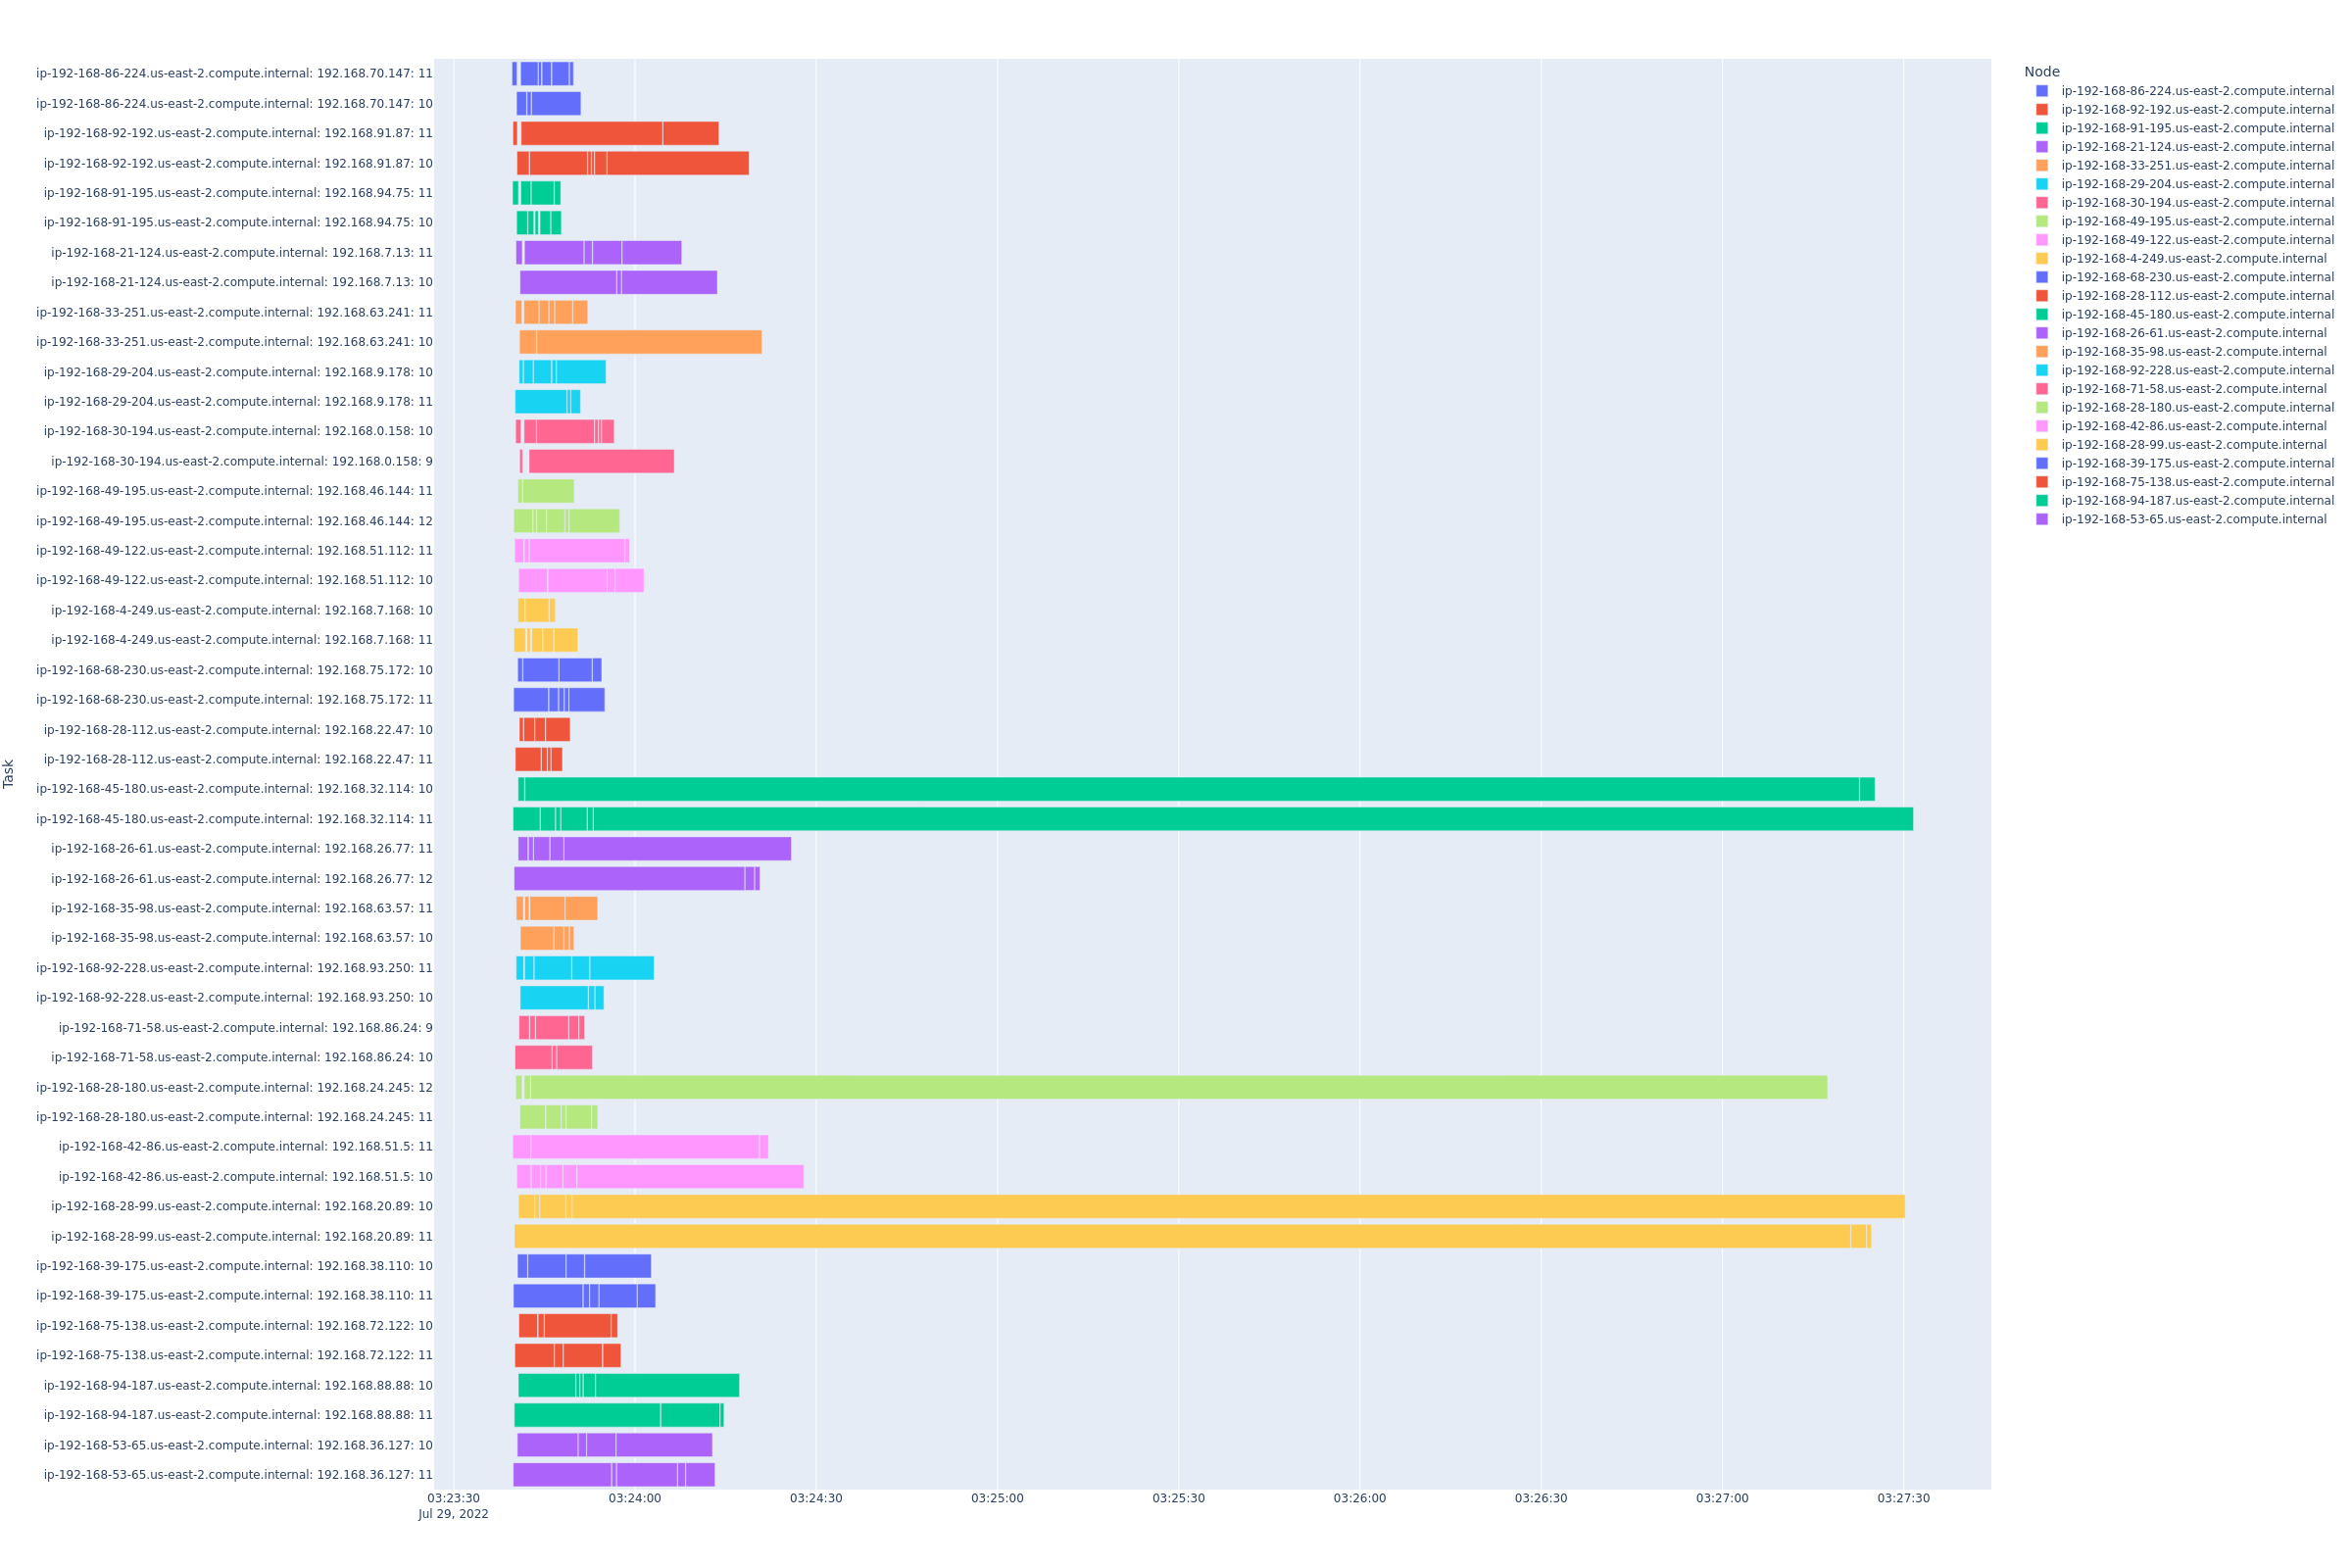 ip-192-168-86-224.us-east-2.compute.internal: 192.168.70.147: 11
ip-192-168-86-224.us-east-2.compute.internal: 192.168.70.147: 10
ip-192-168-92-192.us-east-2.compute.internal: 192.168.91.87: 11
ip-192-168-92-192.us-east-2.compute.internal: 192.168.91.87: 10
ip-192-168-91-195.us-east-2.compute.internal: 192.168.94.75: 11
ip-192-168-91-195.us-east-2.compute.internal: 192.168.94.75: 10
ip-192-168-21-124.us-east-2.compute.internal: 192.168.7.13: 11
ip-192-168-21-124.us-east-2.compute.internal: 192.168.7.13: 10
ip-192-168-33-251.us-east-2.compute.internal: 192.168.63.241: 11
ip-192-168-33-251.us-east-2.compute.internal: 192.168.63.241: 10
ip-192-168-29-204.us-east-2.compute.internal: 192.168.9.178: 10
ip-192-168-29-204.us-east-2.compute.internal: 192.168.9.178: 11
ip-192-168-30-194.us-east-2.compute.internal: 192.168.0.158: 10
ip-192-168-30-194.us-east-2.compute.internal: 192.168.0.158: 9
ip-192-168-49-195.us-east-2.compute.internal: 192.168.46.144: 11
ip-192-168-49-195.us-east-2.compute.internal: 192.168.46.144: 12
ip-192-168-49-122.us-east-2.compute.internal: 192.168.51.112: 11
ip-192-168-49-122.us-east-2.compute.internal: 192.168.51.112: 10
ip-192-168-4-249.us-east-2.compute.internal: 192.168.7.168: 10
ip-192-168-4-249.us-east-2.compute.internal: 192.168.7.168: 11
ip-192-168-68-230.us-east-2.compute.internal: 192.168.75.172: 10
ip-192-168-68-230.us-east-2.compute.internal: 192.168.75.172: 11
ip-192-168-28-112.us-east-2.compute.internal: 192.168.22.47: 10
ip-192-168-28-112.us-east-2.compute.internal: 192.168.22.47: 11
ip-192-168-45-180.us-east-2.compute.internal: 192.168.32.114: 10
ip-192-168-45-180.us-east-2.compute.internal: 192.168.32.114: 11
ip-192-168-26-61.us-east-2.compute.internal: 192.168.26.77: 11
ip-192-168-26-61.us-east-2.compute.internal: 192.168.26.77: 12
ip-192-168-35-98.us-east-2.compute.internal: 192.168.63.57: 11
ip-192-168-35-98.us-east-2.compute.internal: 192.168.63.57: 10
ip-192-168-92-228.us-east-2.compute.internal: 192.168.93.250: 11
ip-192-168-92-228.us-east-2.compute.internal: 192.168.93.250: 10
ip-192-168-71-58.us-east-2.compute.internal: 192.168.86.24: 9
ip-192-168-71-58.us-east-2.compute.internal: 192.168.86.24: 10
ip-192-168-28-180.us-east-2.compute.internal: 192.168.24.245: 12
ip-192-168-28-180.us-east-2.compute.internal: 192.168.24.245: 11
ip-192-168-42-86.us-east-2.compute.internal: 192.168.51.5: 11
ip-192-168-42-86.us-east-2.compute.internal: 192.168.51.5: 10
ip-192-168-28-99.us-east-2.compute.internal: 192.168.20.89: 10
ip-192-168-28-99.us-east-2.compute.internal: 192.168.20.89: 11
ip-192-168-39-175.us-east-2.compute.internal: 192.168.38.110: 10
ip-192-168-39-175.us-east-2.compute.internal: 192.168.38.110: 11
ip-192-168-75-138.us-east-2.compute.internal: 192.168.72.122: 10
ip-192-168-75-138.us-east-2.compute.internal: 192.168.72.122: 11
ip-192-168-94-187.us-east-2.compute.internal: 192.168.88.88: 10
ip-192-168-94-187.us-east-2.compute.internal: 192.168.88.88: 11
ip-192-168-53-65.us-east-2.compute.internal: 192.168.36.127: 10
ip-192-168-53-65.us-east-2.compute.internal: 192.168.36.127: 11
Task
03:23:30
Jul 29, 2022
03:24:00
03:24:30
03:25:00
03:25:30
03:26:00
03:26:30
03:27:00
03:27:30
Node
ip-192-168-86-224.us-east-2.compute.internal
ip-192-168-92-192.us-east-2.compute.internal
ip-192-168-91-195.us-east-2.compute.internal
ip-192-168-21-124.us-east-2.compute.internal
ip-192-168-33-251.us-east-2.compute.internal
ip-192-168-29-204.us-east-2.compute.internal
ip-192-168-30-194.us-east-2.compute.internal
ip-192-168-49-195.us-east-2.compute.internal
ip-192-168-49-122.us-east-2.compute.internal
ip-192-168-4-249.us-east-2.compute.internal
ip-192-168-68-230.us-east-2.compute.internal
ip-192-168-28-112.us-east-2.compute.internal
ip-192-168-45-180.us-east-2.compute.internal
ip-192-168-26-61.us-east-2.compute.internal
ip-192-168-35-98.us-east-2.compute.internal
ip-192-168-92-228.us-east-2.compute.internal
ip-192-168-71-58.us-east-2.compute.internal
ip-192-168-28-180.us-east-2.compute.internal
ip-192-168-42-86.us-east-2.compute.internal
ip-192-168-28-99.us-east-2.compute.internal
ip-192-168-39-175.us-east-2.compute.internal
ip-192-168-75-138.us-east-2.compute.internal
ip-192-168-94-187.us-east-2.compute.internal
ip-192-168-53-65.us-east-2.compute.internal